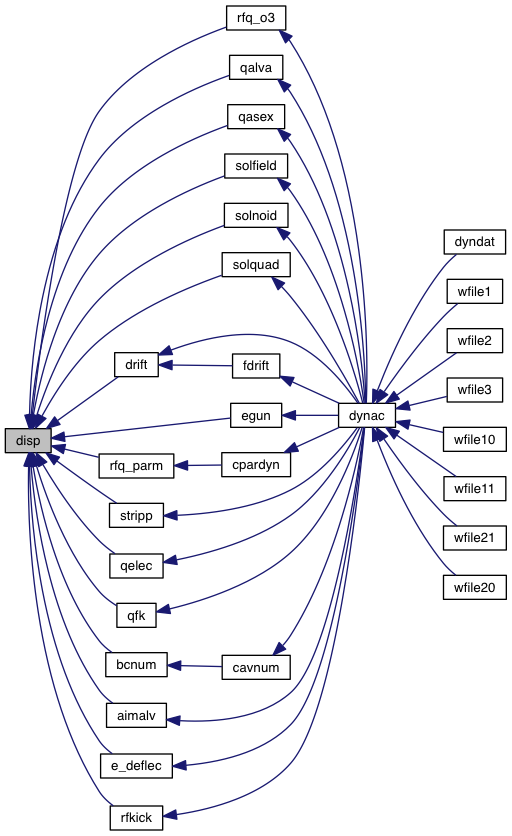 rfq_o3
qalva
qasex
solfield
solnoid
solquad
drift
fdrift
egun
disp
rfq_parm
cpardyn
stripp
qelec
qfk
bcnum
cavnum
aimalv
e_deflec
rfkick
dynac
dyndat
wfile1
wfile2
wfile3
wfile10
wfile11
wfile21
wfile20